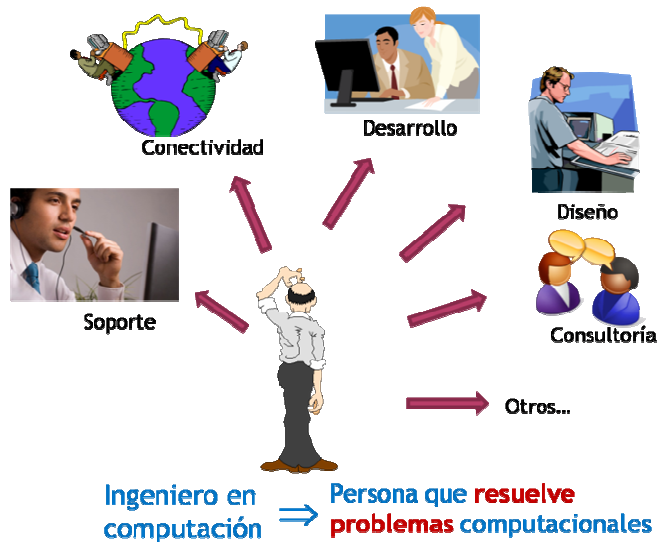 Conectividad
Desarrollo
Diseño
Soporte
Consultoría
Otros...
Ingeniero en
computación
Persona que resuelve
problemas computacionales